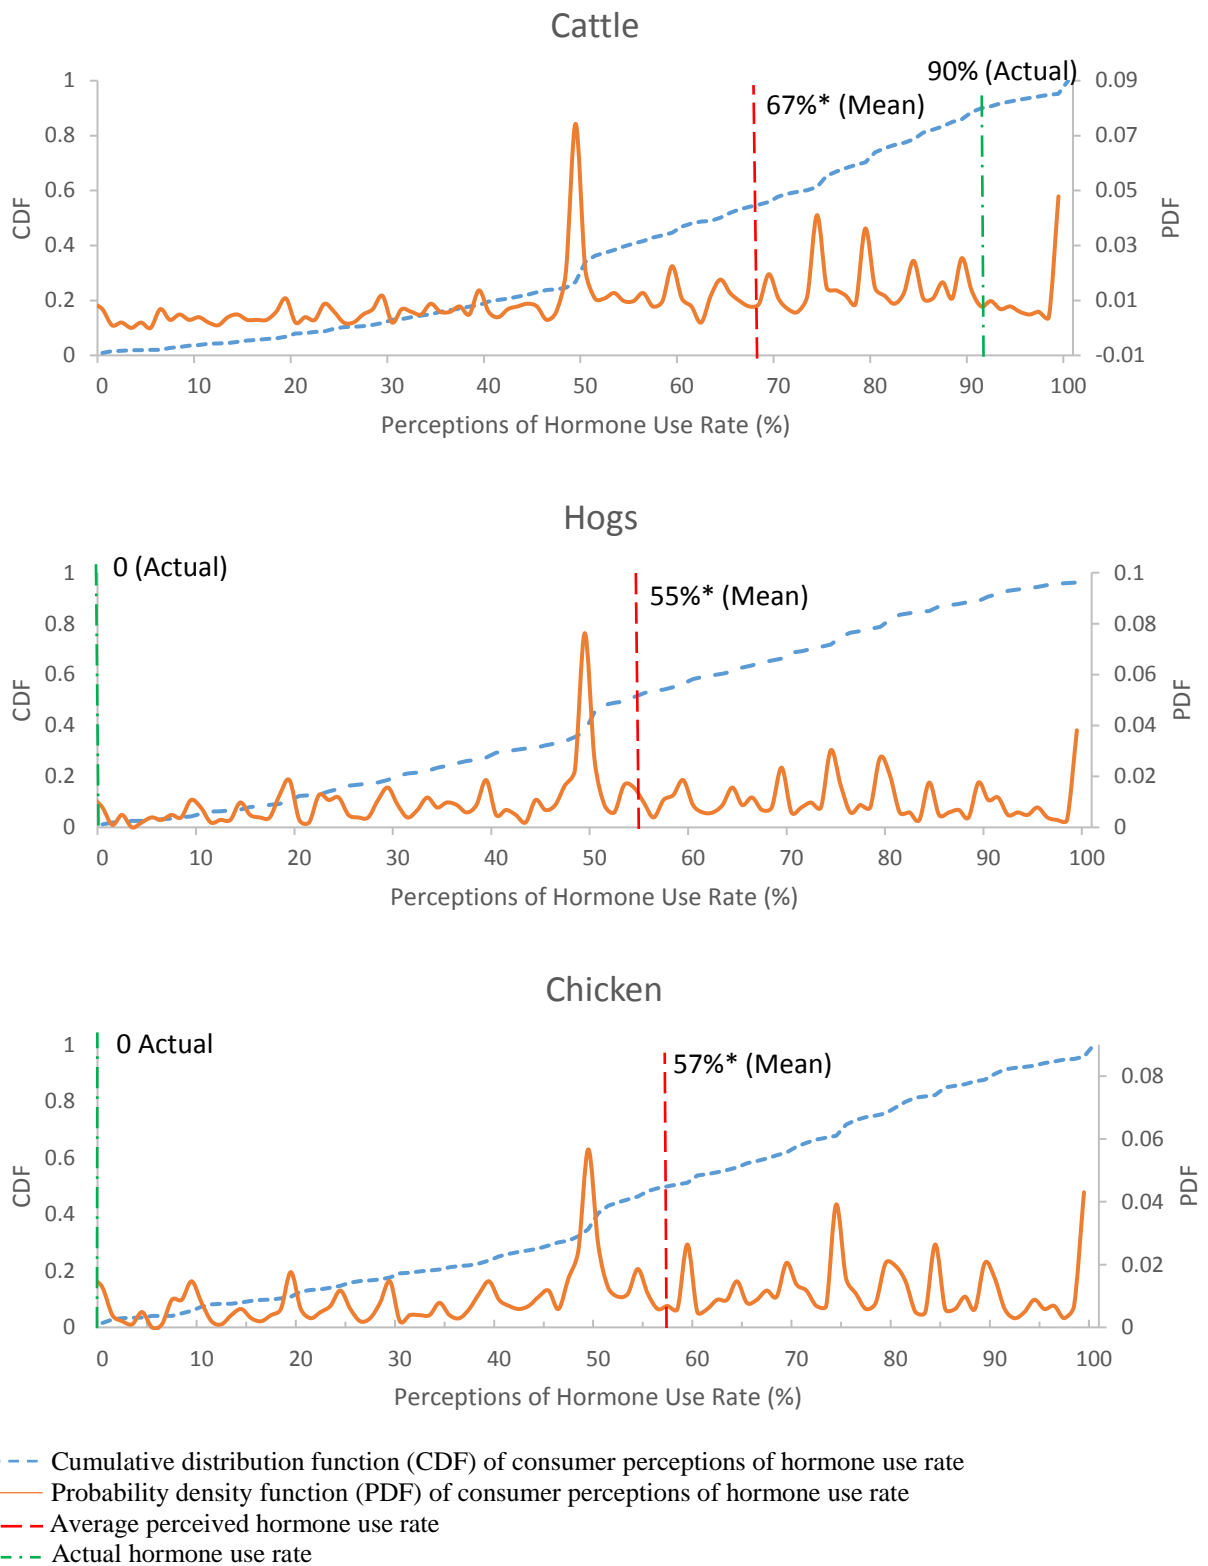 Cattle
90% (Actual)
67%* (Mean)
1
0.8
0.6
0.4
0.2
0
CDF
0.09
0.07
0.05
0.03
0.01
-0.01
PDF
0 10 20 30 40 50 60 70 80 90 100
Perceptions of Hormone Use Rate (%)
Hogs
0 (Actual)
55%* (Mean)
1
0.8
0.6
0.4
0.2
0
CDF
0.1
0.08
0.06
0.04
0.02
0
PDF
0 10 20 30 40 50 60 70 80 90 100
Perceptions of Hormone Use Rate (%)
Chicken
0 Actual
57%* (Mean)
1
0.8
0.6
0.4
0.2
0
CDF
0.08
0.06
0.04
0.02
0
PDF
0 10 20 30 40 50 60 70 80 90 100
Perceptions of Hormone Use Rate (%)
Cumulative distribution function (CDF) of consumer perceptions of hormone use rate
Probability density function (PDF) of consumer perceptions of hormone use rate
Average perceived hormone use rate
Actual hormone use rate